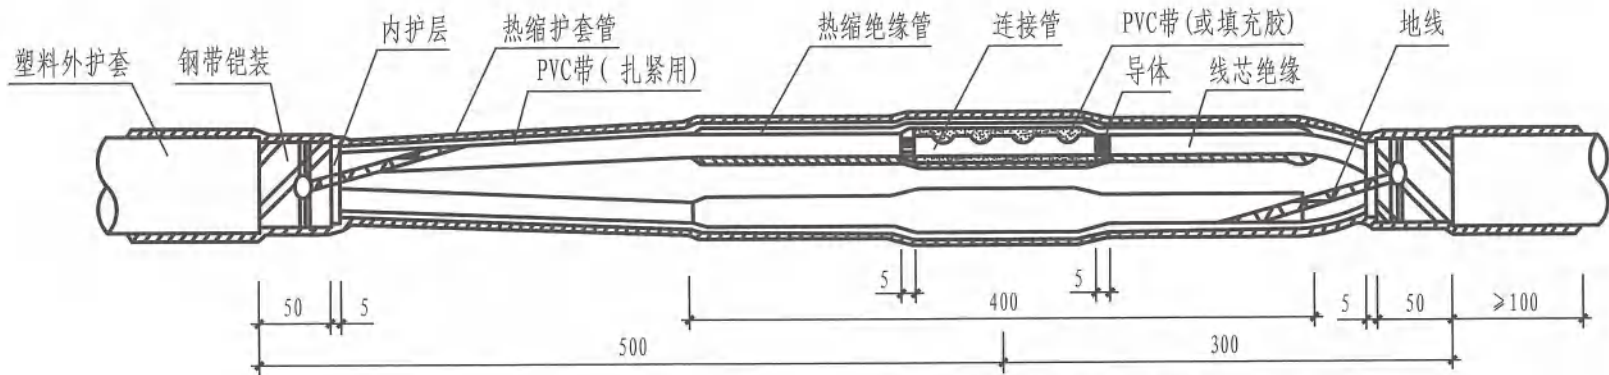 内护层
热缩护套管
热缩绝缘管
连接管
PVC带(或填充胶)
地线
塑料外护套
钢带铠装
PVC带( 扎紧用)
导体
线芯绝缘
5
5
50
5
400
5
50
≥100
500
300